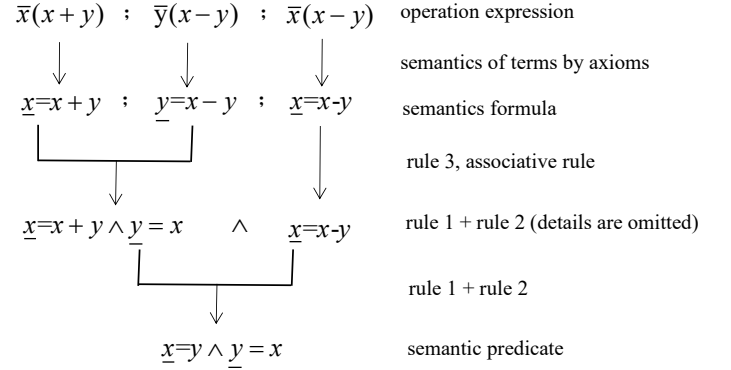 x̅(x + y) ; y̅(x − y) ; x̅(x − y) operation expression
semantics of terms by axioms
x̲=x + y ; y̲=x − y ; x̲=x-y semantics formula
rule 3, associative rule
x̲=x + y ∧ y̲ = x ∧ x̲=x-y rule 1 + rule 2 (details are omitted)
rule 1 + rule 2
x̲=y ∧ y̲ = x semantic predicate